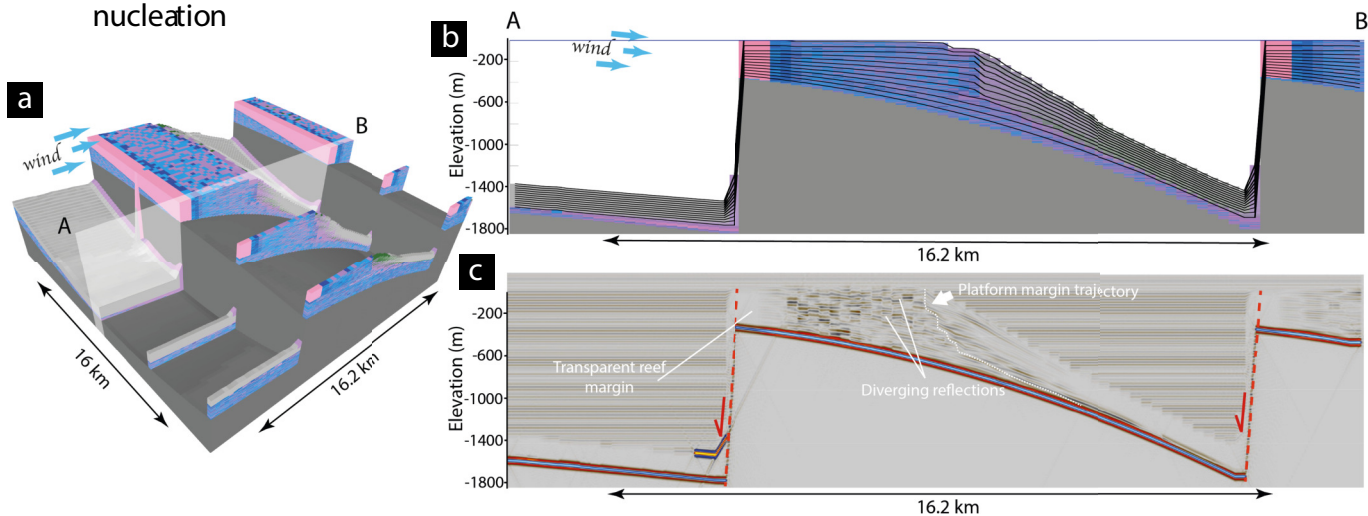 nucleation
a
wind
B
A
16 km
16.2 km
b
A
B
wind
Elevation (m)
-200
-600
-1000
-1400
-1800
16.2 km
c
Elevation (m)
-200
-600
-1000
-1400
-1800
Platform margin trajectory
Transparent reef
margin
Diverging reflections
16.2 km